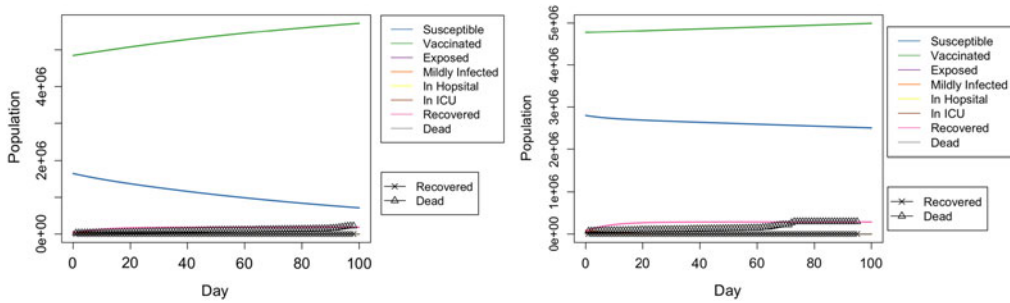 Population
0e+00 2e+06 4e+06
0 20 40 60 80 100
Day
Susceptible
Vaccinated
Exposed
Mildly Infected
In Hopsital
In ICU
Recovered
Dead
Recovered
Dead
Population
0e+00 1e+06 2e+06 3e+06 4e+06 5e+06
0 20 40 60 80 100
Day
Susceptible
Vaccinated
Exposed
Mildly Infected
In Hopsital
In ICU
Recovered
Dead
Recovered
Dead